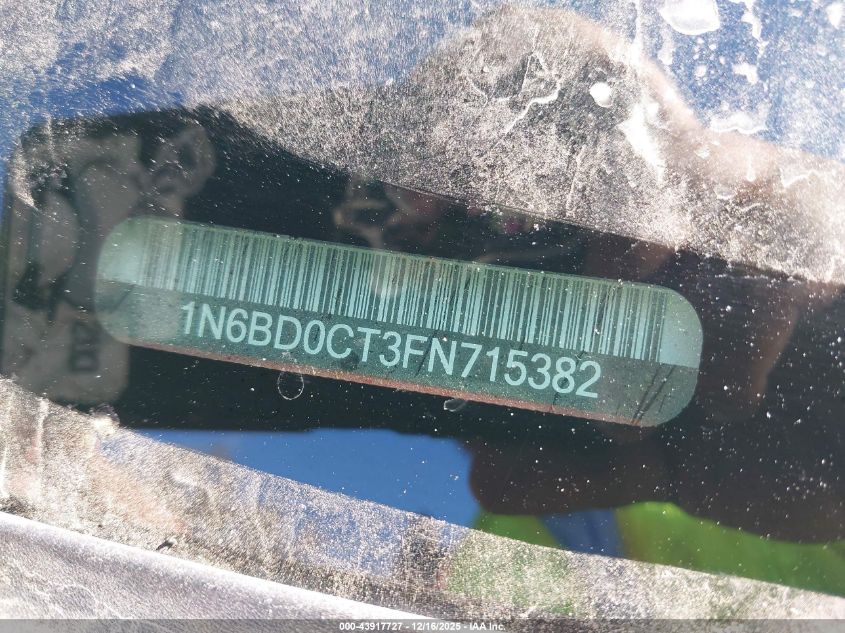 1N6BD0CT3FN715382
000-43917727 - 12/16/2025 - IAA Inc.